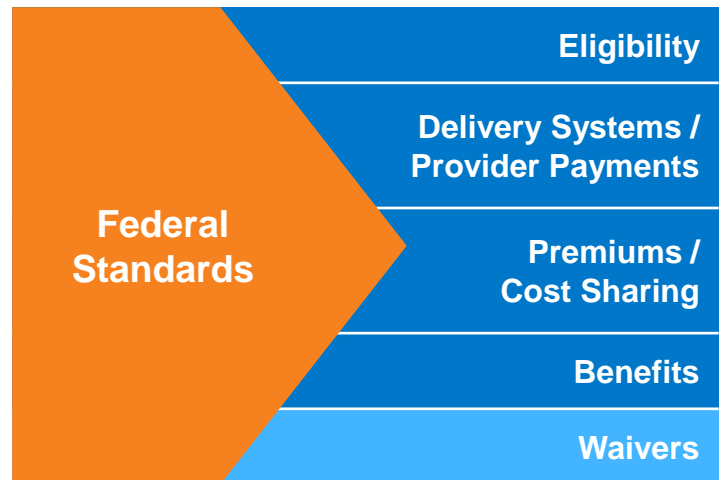 Federal
Standards
Eligibility
Delivery Systems /
Provider Payments
Premiums /
Cost Sharing
Benefits
Waivers